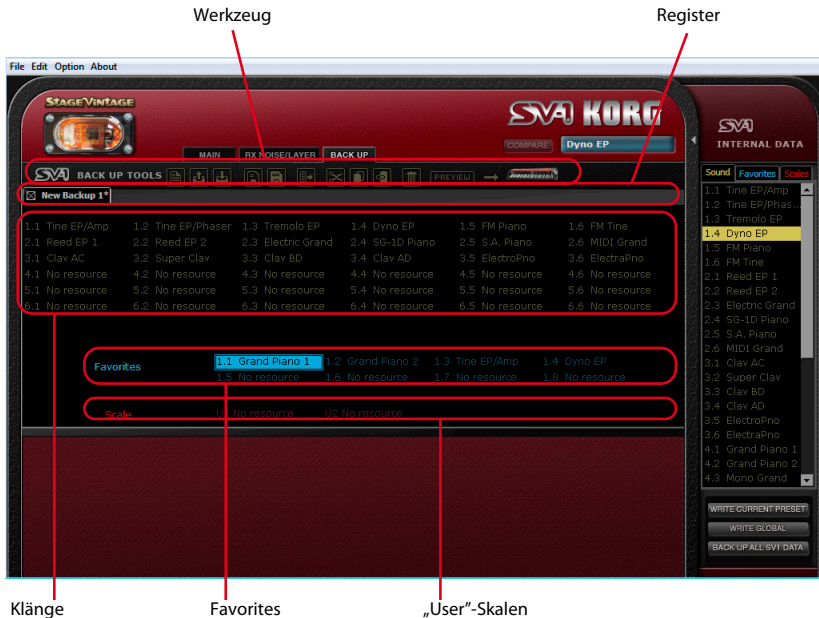 Werkzeug
Register
File Edit Option About
STAGEVINTAGE
SV1 KORG
SV1
INTERNAL DATA
COMPARE
Dyno EP
MAIN
RX NOISE/LAYER
BACK UP
SV1 BACK UP TOOLS
PREVIEW
New Backup 1*
Sound Favorites Scales
1.1 Tine EP/Amp 1.2 Tine EP/Phaser 1.3 Tremolo EP 1.4 Dyno EP 1.5 FM Piano 1.6 FM Tine
2.1 Reed EP 1 2.2 Reed EP 2 2.3 Electric Grand 2.4 SG-1D Piano 2.5 S.A. Piano 2.6 MIDI Grand
3.1 Clav AC 3.2 Super Clav 3.3 Clav BD 3.4 Clav AD 3.5 ElectroPno 3.6 ElectraPno
4.1 No resource 4.2 No resource 4.3 No resource 4.4 No resource 4.5 No resource 4.6 No resource
5.1 No resource 5.2 No resource 5.3 No resource 5.4 No resource 5.5 No resource 5.6 No resource
6.1 No resource 6.2 No resource 6.3 No resource 6.4 No resource 6.5 No resource 6.6 No resource
Favorites
1.1 Grand Piano 1 1.2 Grand Piano 2 1.3 Tine EP/Amp 1.4 Dyno EP
1.5 No resource 1.6 No resource 1.7 No resource 1.8 No resource
Scale
U1 No resource U2 No resource
1.1 Tine EP/Amp
1.2 Tine EP/Phas...
1.3 Tremolo EP
1.4 Dyno EP
1.5 FM Piano
1.6 FM Tine
2.1 Reed EP 1
2.2 Reed EP 2
2.3 Electric Grand
2.4 SG-1D Piano
2.5 S.A. Piano
2.6 MIDI Grand
3.1 Clav AC
3.2 Super Clav
3.3 Clav BD
3.4 Clav AD
3.5 ElectroPno
3.6 ElectraPno
4.1 Grand Piano 1
4.2 Grand Piano 2
4.3 Mono Grand
WRITE CURRENT PRESET
WRITE GLOBAL
BACK UP ALL SV1 DATA
Klänge
Favorites
„User"-Skalen